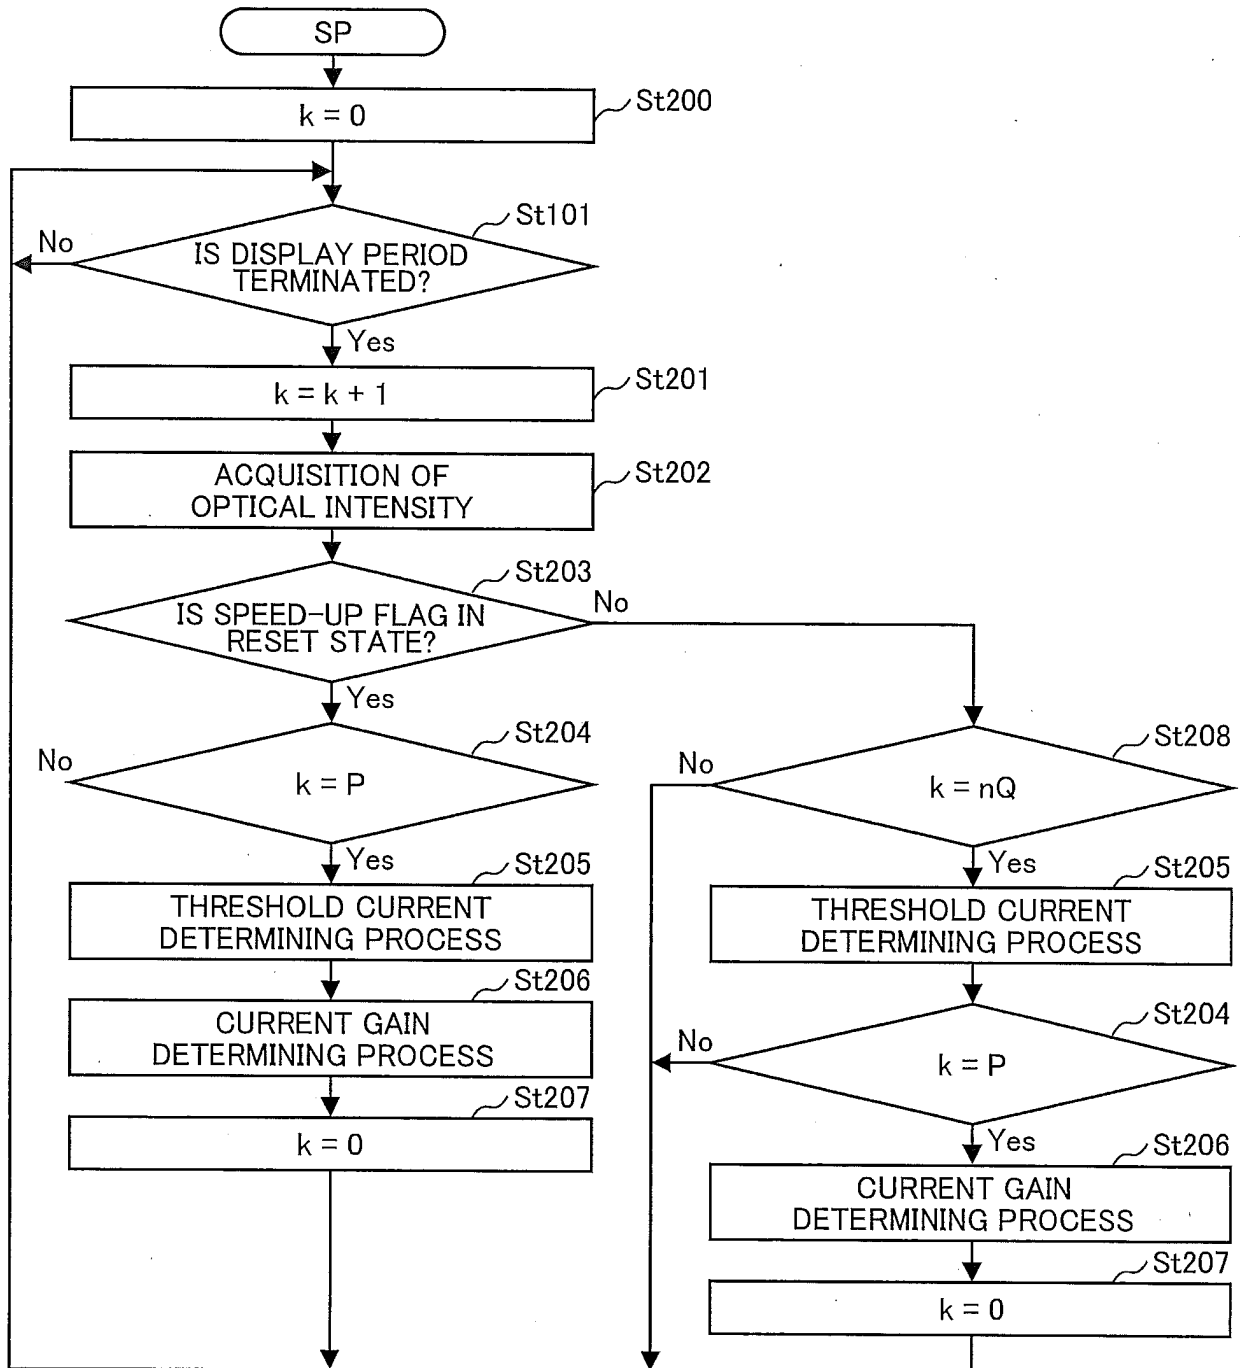 SP
k = 0
St200
St101
No
IS DISPLAY PERIOD
TERMINATED?
Yes
k = k + 1
St201
ACQUISITION OF
OPTICAL INTENSITY
St202
St203
IS SPEED-UP FLAG IN
RESET STATE?
No
Yes
St204
No
k = P
Yes
St205
THRESHOLD CURRENT
DETERMINING PROCESS
St206
CURRENT GAIN
DETERMINING PROCESS
St207
k = 0
St208
No
k = nQ
Yes
St205
THRESHOLD CURRENT
DETERMINING PROCESS
St204
No
k = P
Yes
St206
CURRENT GAIN
DETERMINING PROCESS
St207
k = 0